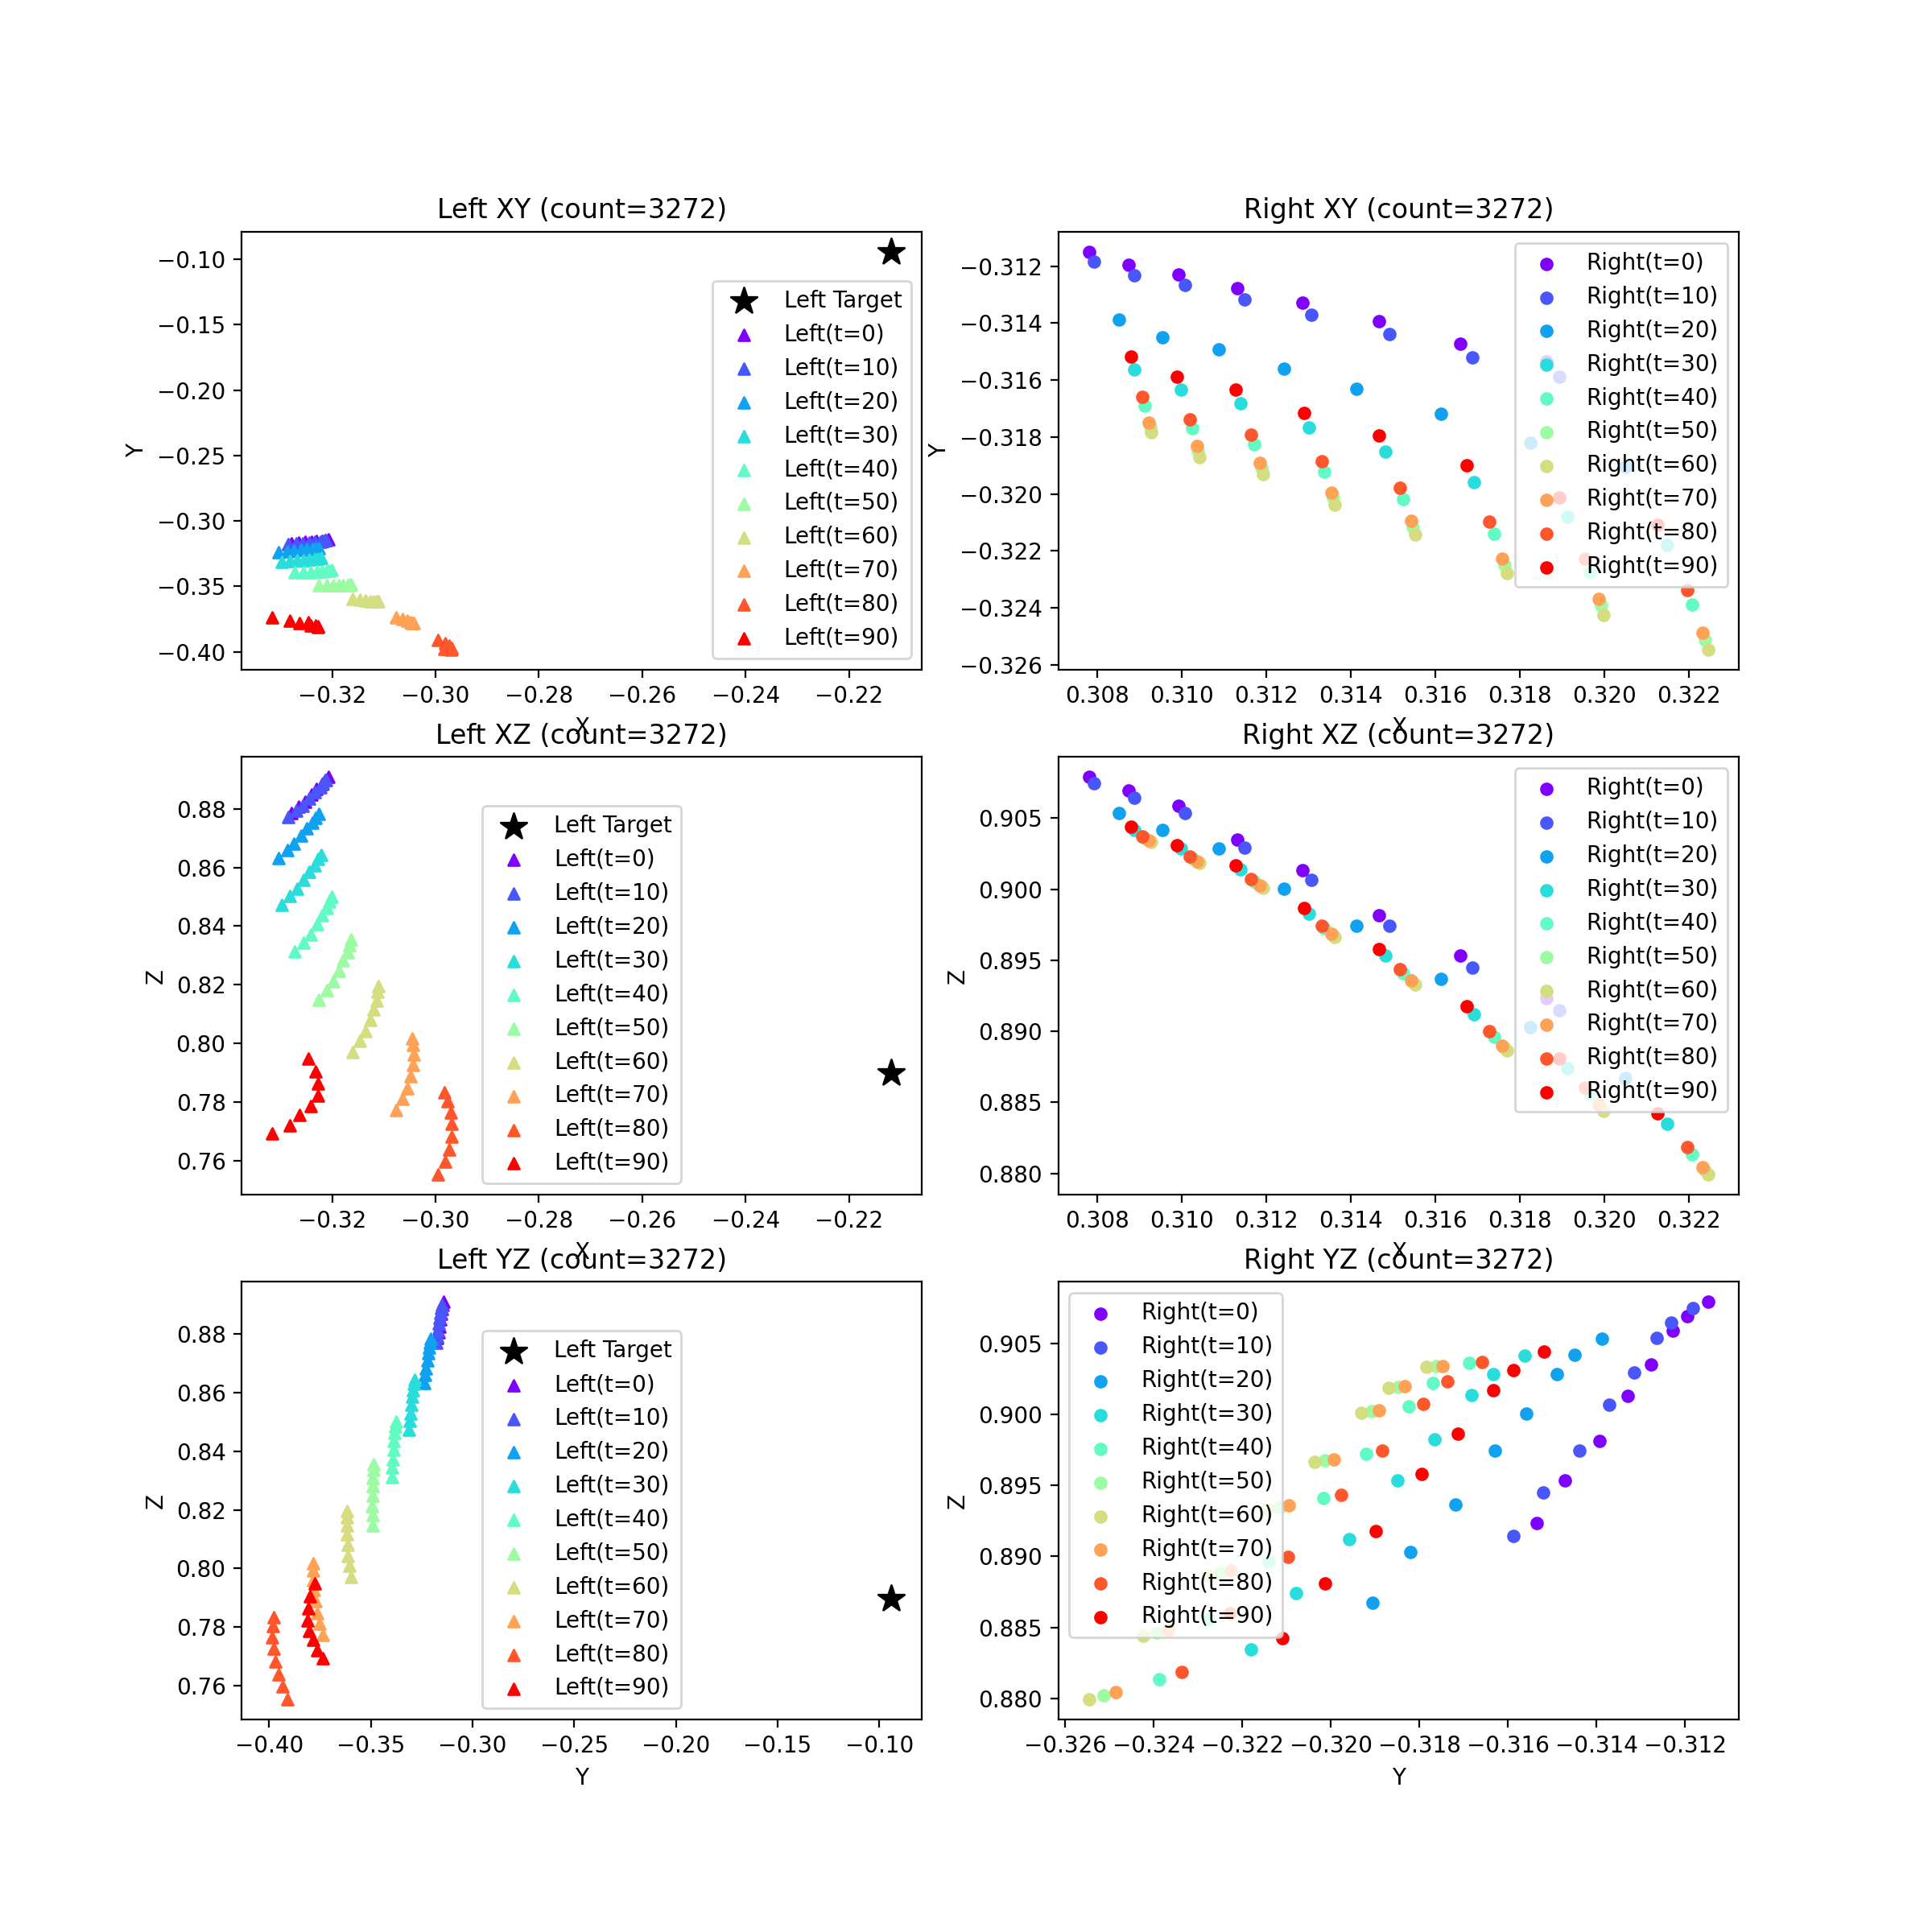 Left XY (count=3272)
−0.10
−0.15
−0.20
−0.25
−0.30
−0.35
−0.40
Y
Left Target
Left(t=0)
Left(t=10)
Left(t=20)
Left(t=30)
Left(t=40)
Left(t=50)
Left(t=60)
Left(t=70)
Left(t=80)
Left(t=90)
−0.32 −0.30 −0.28 −0.26 −0.24 −0.22
X
Right XY (count=3272)
−0.312
−0.314
−0.316
−0.318
−0.320
−0.322
−0.324
−0.326
Y
Right(t=0)
Right(t=10)
Right(t=20)
Right(t=30)
Right(t=40)
Right(t=50)
Right(t=60)
Right(t=70)
Right(t=80)
Right(t=90)
0.308 0.310 0.312 0.314 0.316 0.318 0.320 0.322
X
Left XZ (count=3272)
0.88
0.86
0.84
0.82
0.80
0.78
0.76
Z
Left Target
Left(t=0)
Left(t=10)
Left(t=20)
Left(t=30)
Left(t=40)
Left(t=50)
Left(t=60)
Left(t=70)
Left(t=80)
Left(t=90)
−0.32 −0.30 −0.28 −0.26 −0.24 −0.22
X
Right XZ (count=3272)
0.905
0.900
0.895
0.890
0.885
0.880
Z
Right(t=0)
Right(t=10)
Right(t=20)
Right(t=30)
Right(t=40)
Right(t=50)
Right(t=60)
Right(t=70)
Right(t=80)
Right(t=90)
0.308 0.310 0.312 0.314 0.316 0.318 0.320 0.322
X
Left YZ (count=3272)
0.88
0.86
0.84
0.82
0.80
0.78
0.76
Z
Left Target
Left(t=0)
Left(t=10)
Left(t=20)
Left(t=30)
Left(t=40)
Left(t=50)
Left(t=60)
Left(t=70)
Left(t=80)
Left(t=90)
−0.40 −0.35 −0.30 −0.25 −0.20 −0.15 −0.10
Y
Right YZ (count=3272)
0.905
0.900
0.895
0.890
0.885
0.880
Z
Right(t=0)
Right(t=10)
Right(t=20)
Right(t=30)
Right(t=40)
Right(t=50)
Right(t=60)
Right(t=70)
Right(t=80)
Right(t=90)
−0.326 −0.324 −0.322 −0.320 −0.318 −0.316 −0.314 −0.312
Y